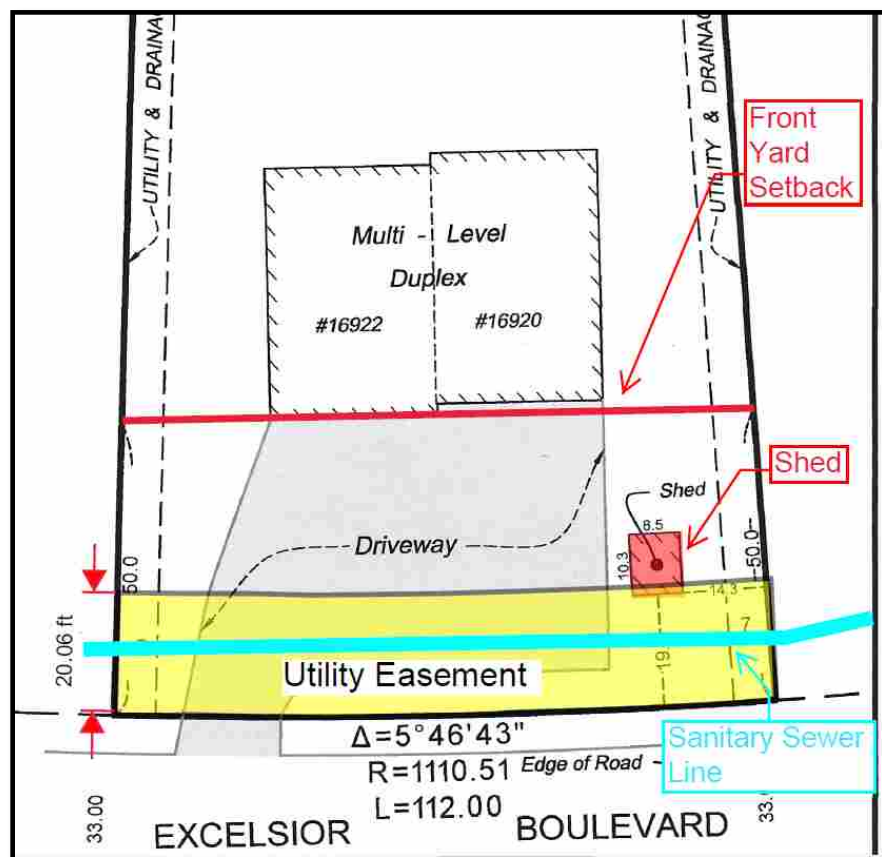 UTILITY & DRAINAG
UTILITY & DRAINAG
Front
Yard
Setback
Multi - Level
Duplex
#16922
#16920
Shed
Shed
8.5
10.3
Driveway
50.0
50.0
14.3
20.06 ft
7
19
Utility Easement
Δ=5°46'43"
R=1110.51
Edge of Road
L=112.00
Sanitary Sewer
Line
33.00
EXCELSIOR BOULEVARD